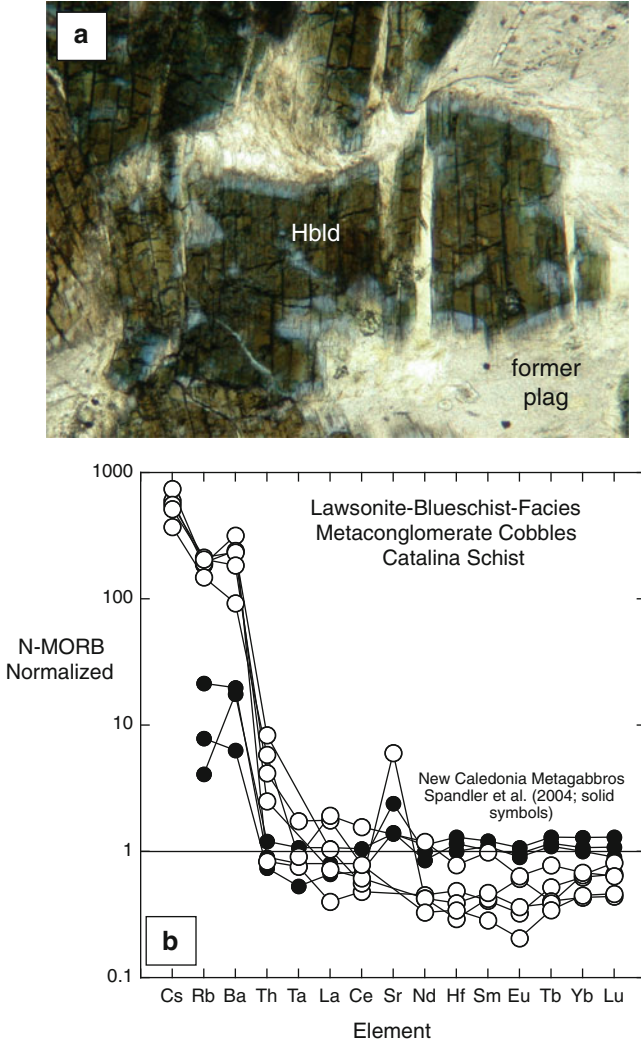 a
Hbld
former
plag
1000
100
10
1
0.1
N-MORB
Normalized
Lawsonite-Blueschist-Facies
Metaconglomerate Cobbles
Catalina Schist
New Caledonia Metagabbros
Spandler et al. (2004; solid
symbols)
b
Cs Rb Ba Th Ta La Ce Sr Nd Hf Sm Eu Tb Yb Lu
Element